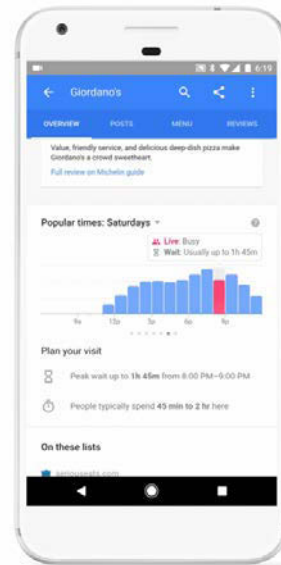 6:19
Giordano's
OVERVIEW POSTS MENU REVIEWS
Value, friendly service, and delicious deep-dish pizza make
Giordano's a crowd sweetheart.
Full review on Michelin guide
Popular times: Saturdays
Live: Busy
Wait: Usually up to 1h 45m
9a 3p 6p
Plan your visit
Peak wait up to 1h 45m from 8:00 PM–9:00 PM
People typically spend 45 min to 2 hr here
On these lists
seriouseats.com